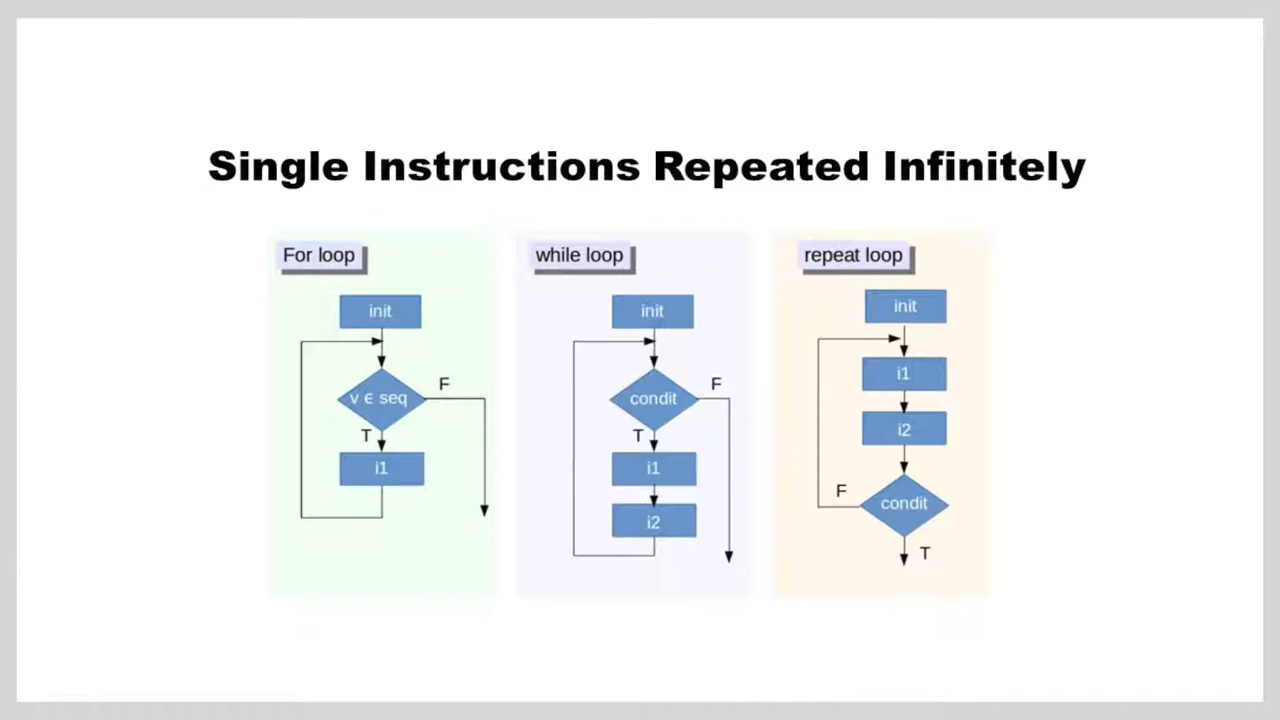 Single Instructions Repeated Infinitely
For loop
init
v ϵ seq
F
T
i1
while loop
init
condit
F
T
i1
i2
repeat loop
init
i1
i2
condit
F
T